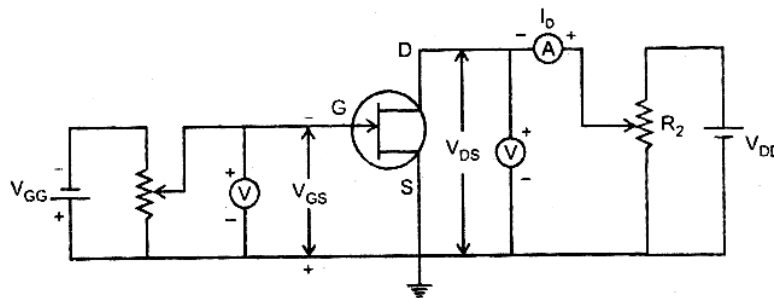 I_D
- A +
D
G
-
V_GG
-
+
+
V
-
V_GS
+
S
V_DS
+
V
-
R_2
V_DD